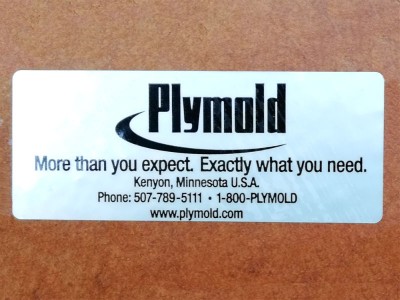 Plymold
More than you expect. Exactly what you need.
Kenyon, Minnesota U.S.A.
Phone: 507-789-5111 • 1-800-PLYMOLD
www.plymold.com